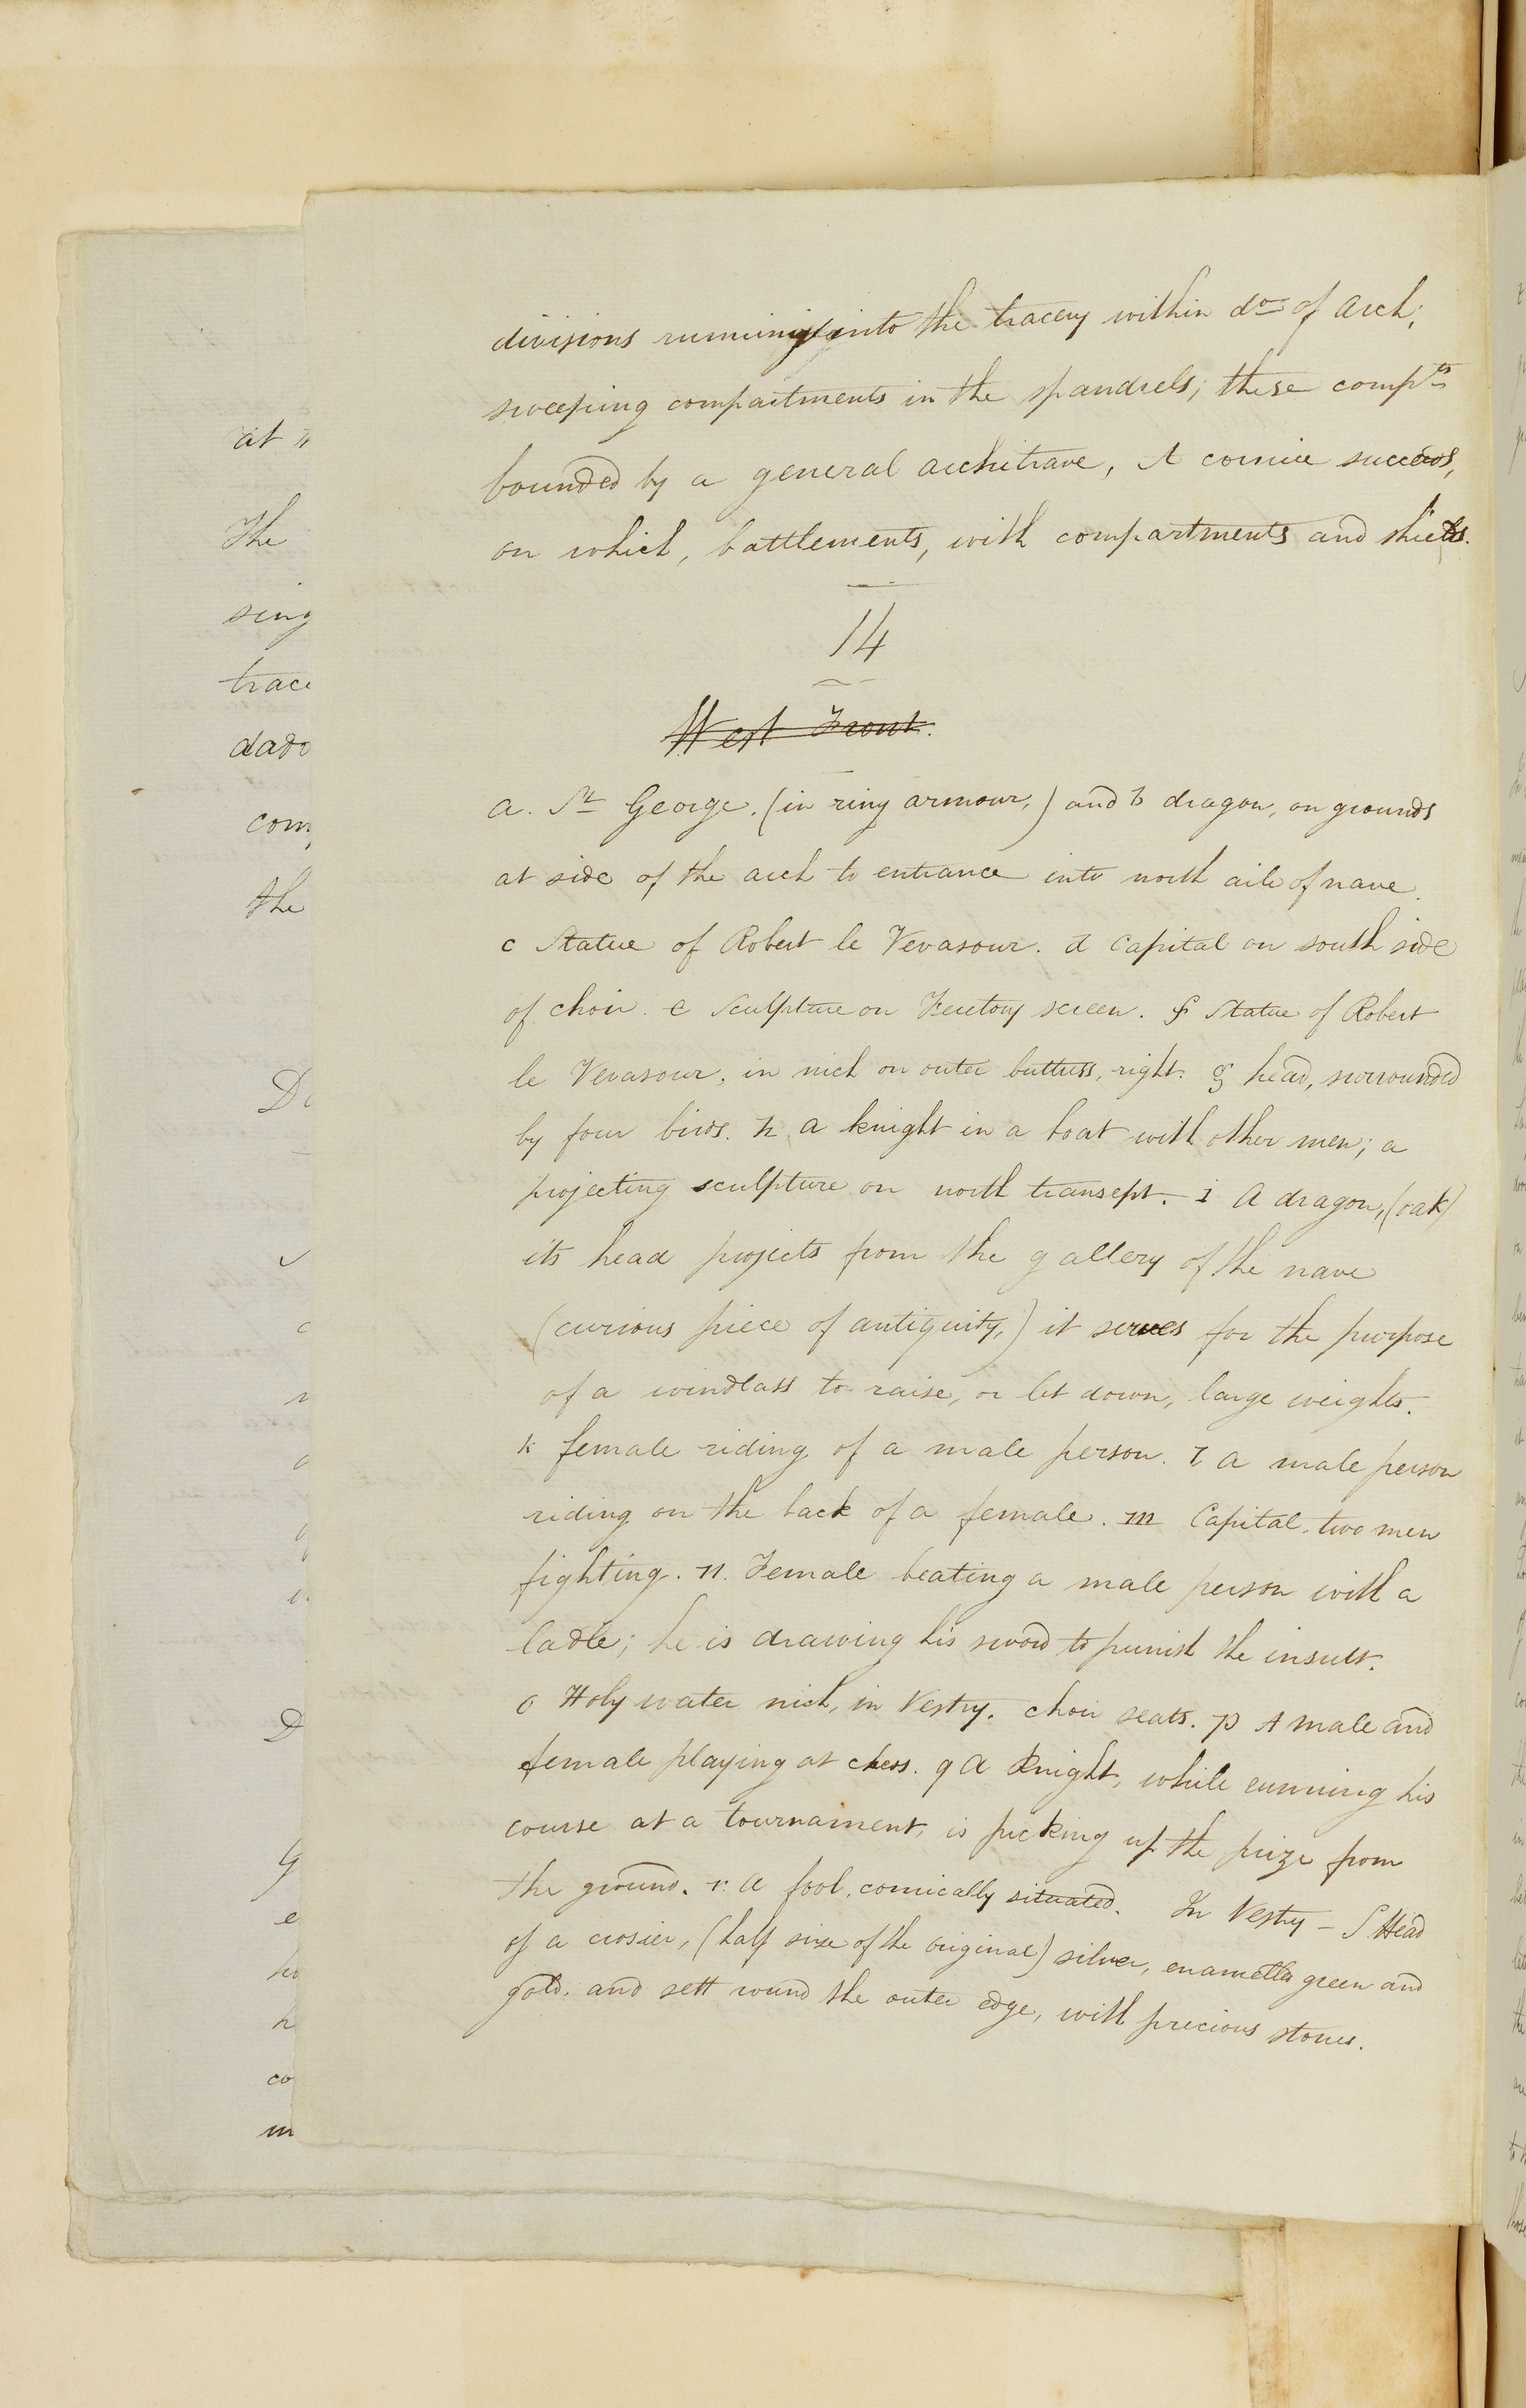 divisions running into the tracery within do of Arch;
sweeping compartments in the spandrels; these compts
bounded by a general architrave, A cornice succeeds,
on which, battlements, with compartments and shields.
14
West Front.
a. St George, (in ring armour,) and b dragon, on grounds
at side of the arch to entrance into north aile of nave.
c Statue of Robert le Vevasour. d Capital on south side
of choir. e Sculpture on Feretory screen. f Statue of Robert
le Vevasour, in nich on outer buttress, right. g head, surrounded
by four birds. h. a knight in a boat with other men; a
projecting sculpture on north transept. i A dragon, (oak)
its head projects from the gallery of the nave
(curious piece of antiquity,) it serves for the purpose
of a windlass to raise, or let down, large weights.
k female riding of a male person. l a male person
riding on the back of a female. m Capital, two men
fighting. n. Female beating a male person with a
ladle; he is drawing his sword to punish the insult.
o Holy water nich, in Vestry. choir seats. p A male and
female playing at chess. q A Knight, while running his
course at a tournament, is picking up the prize from
the ground. r. A fool, comically situated. In Vestry – S Head
of a crosier, (half size of the original) silver, enamelled green and
gold, and sett round the outer edge, with precious stones.
at
The
sing
trace
dado
com
the
D